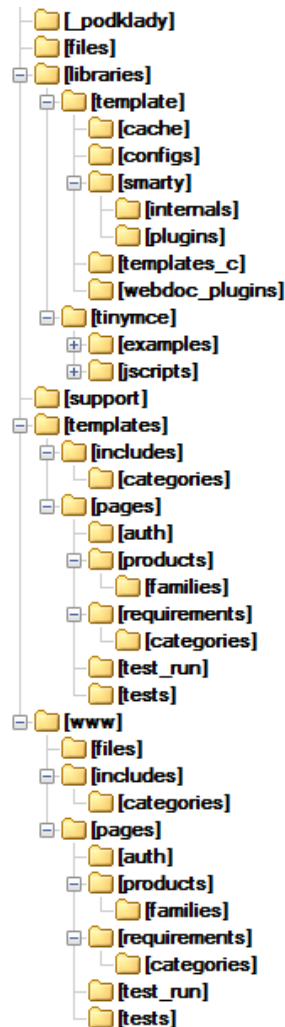 [_podklady]
[files]
[libraries]
[template]
[cache]
[configs]
[smarty]
[internals]
[plugins]
[templates_c]
[webdoc_plugins]
[tinymce]
[examples]
[jscripts]
[support]
[templates]
[includes]
[categories]
[pages]
[auth]
[products]
[families]
[requirements]
[categories]
[test_run]
[tests]
[www]
[files]
[includes]
[categories]
[pages]
[auth]
[products]
[families]
[requirements]
[categories]
[test_run]
[tests]